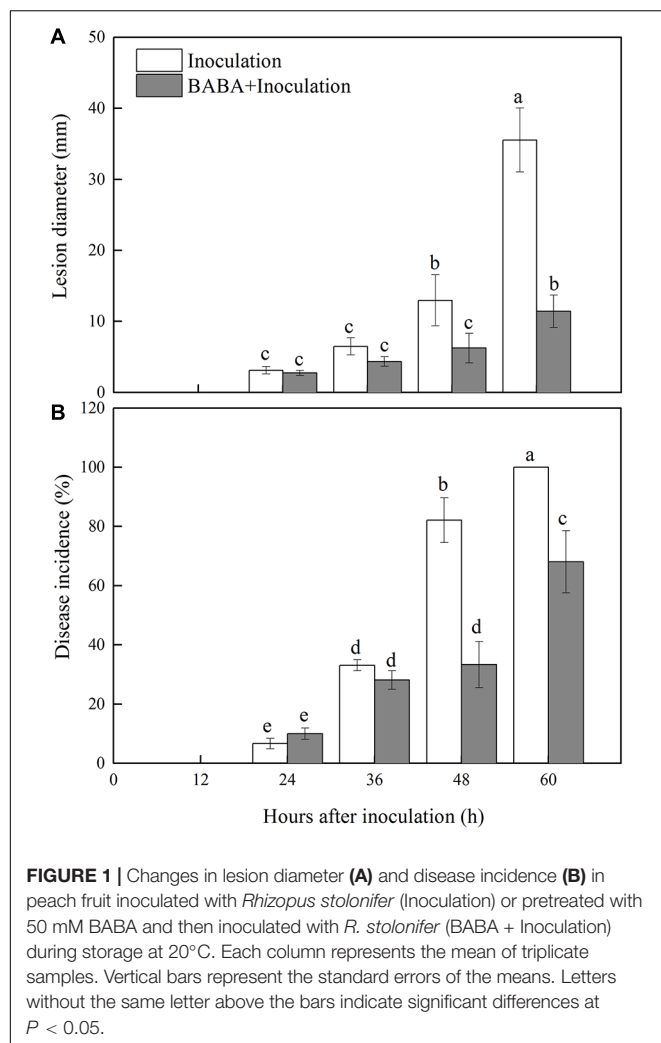 A
Inoculation
BABA+Inoculation
Lesion diameter (mm)
50
40
30
20
10
0
c c c c b c a b
B
Disease incidence (%)
120
100
80
60
40
20
0
e e d d b d a c
0 12 24 36 48 60
Hours after inoculation (h)
FIGURE 1 | Changes in lesion diameter (A) and disease incidence (B) in
peach fruit inoculated with Rhizopus stolonifer (Inoculation) or pretreated with
50 mM BABA and then inoculated with R. stolonifer (BABA + Inoculation)
during storage at 20°C. Each column represents the mean of triplicate
samples. Vertical bars represent the standard errors of the means. Letters
without the same letter above the bars indicate significant differences at
P < 0.05.